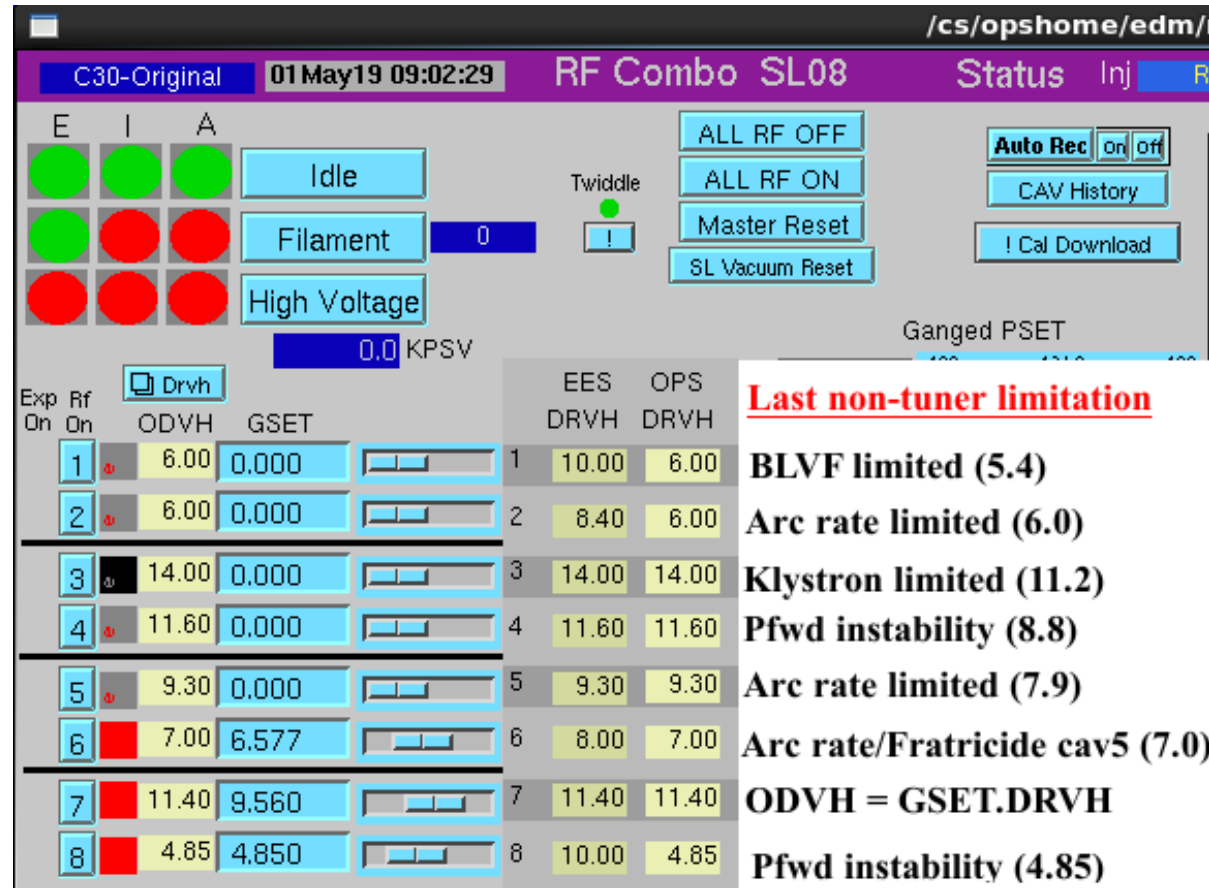 /cs/opshome/edm/
C30-Original 01May19 09:02:29 RF Combo SL08 Status Inj R
E I A
ALL RF OFF
Auto Rec on off
Idle
Twiddle
ALL RF ON
CAV History
Filament 0
!
Master Reset
! Cal Download
SL Vacuum Reset
High Voltage
0.0 KPSV
Ganged PSET
Drvh
EES OPS
Last non-tuner limitation
Exp Rf
On On ODVH GSET DRVH DRVH
1 6.00 0.000 1 10.00 6.00 BLVF limited (5.4)
2 6.00 0.000 2 8.40 6.00 Arc rate limited (6.0)
3 14.00 0.000 3 14.00 14.00 Klystron limited (11.2)
4 11.60 0.000 4 11.60 11.60 Pfwd instability (8.8)
5 9.30 0.000 5 9.30 9.30 Arc rate limited (7.9)
6 7.00 6.577 6 8.00 7.00 Arc rate/Fratricide cav5 (7.0)
7 11.40 9.560 7 11.40 11.40 ODVH = GSET.DRVH
8 4.85 4.850 8 10.00 4.85 Pfwd instability (4.85)